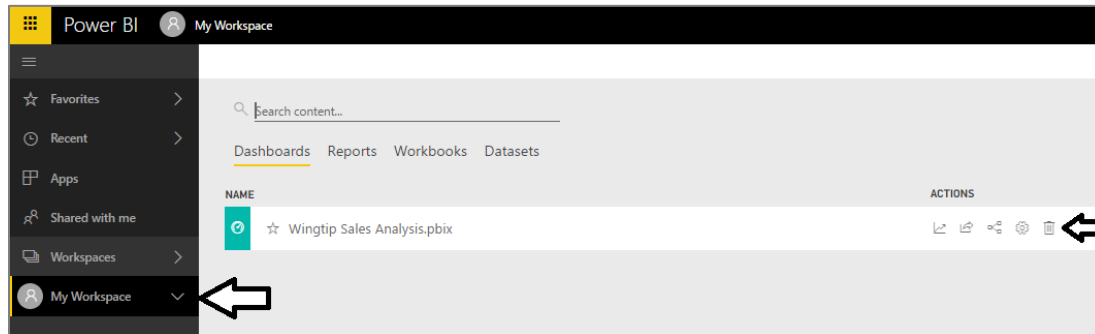 Power BI My Workspace
Favorites
Recent
Apps
Shared with me
Workspaces
My Workspace
Search content...
Dashboards Reports Workbooks Datasets
NAME ACTIONS
Wingtip Sales Analysis.pbix